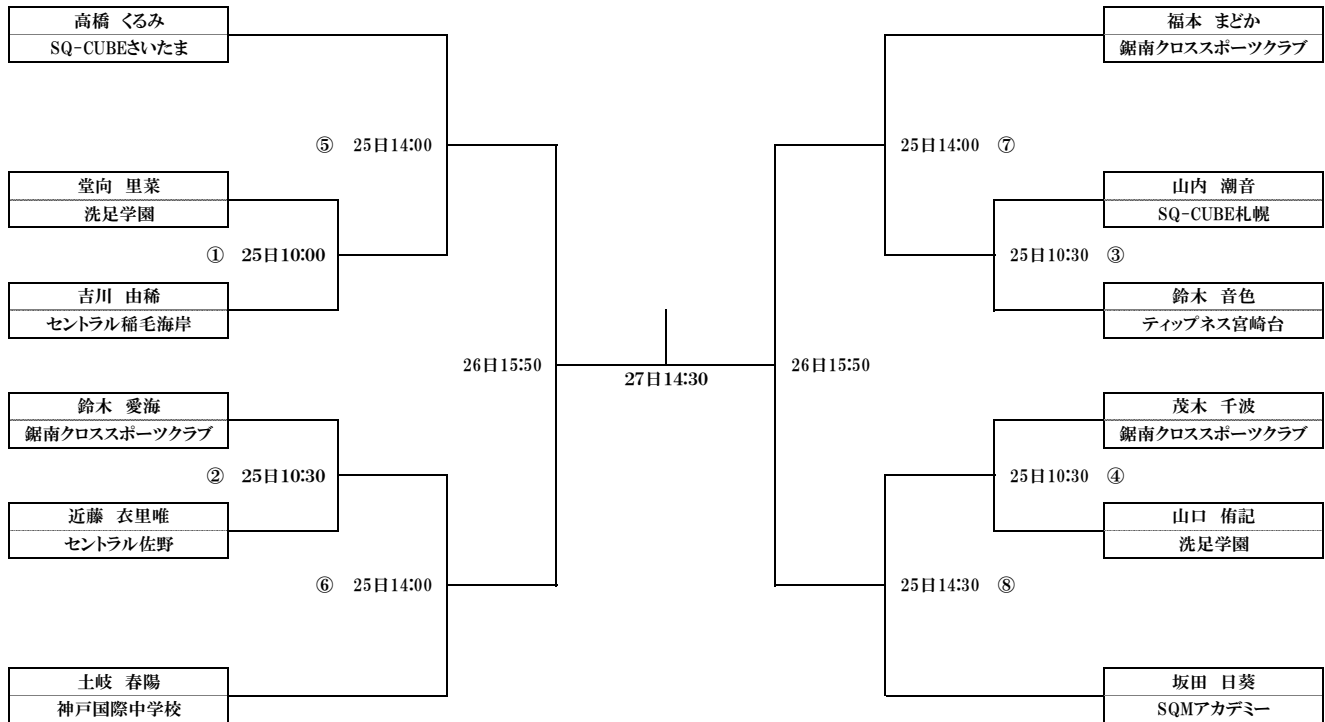 高橋 くるみ
SQ-CUBEさいたま
⑤ 25日14:00
堂向 里菜
洗足学園
① 25日10:00
吉川 由稀
セントラル稲毛海岸
26日15:50
鈴木 愛海
鋸南クロススポーツクラブ
② 25日10:30
近藤 衣里唯
セントラル佐野
⑥ 25日14:00
土岐 春陽
神戸国際中学校
27日14:30
福本 まどか
鋸南クロススポーツクラブ
25日14:00 ⑦
山内 潮音
SQ-CUBE札幌
25日10:30 ③
鈴木 音色
ティップネス宮崎台
26日15:50
茂木 千波
鋸南クロススポーツクラブ
25日10:30 ④
山口 侑記
洗足学園
25日14:30 ⑧
坂田 日葵
SQMアカデミー